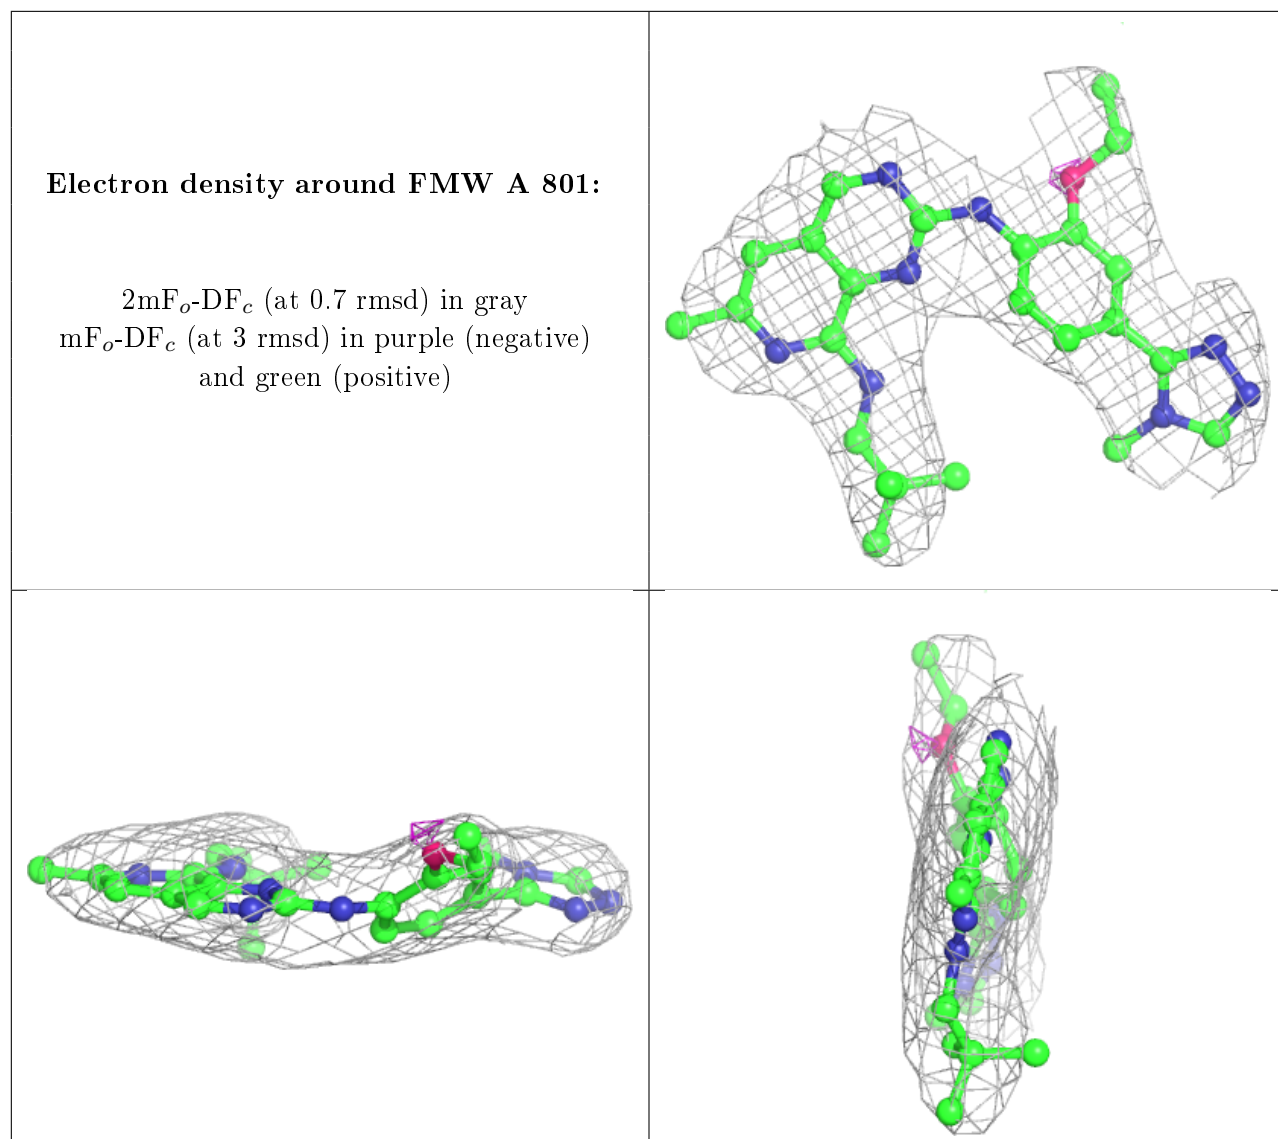 Electron density around FMW A 801:
2mFo-DFc (at 0.7 rmsd) in gray
mFo-DFc (at 3 rmsd) in purple (negative)
and green (positive)